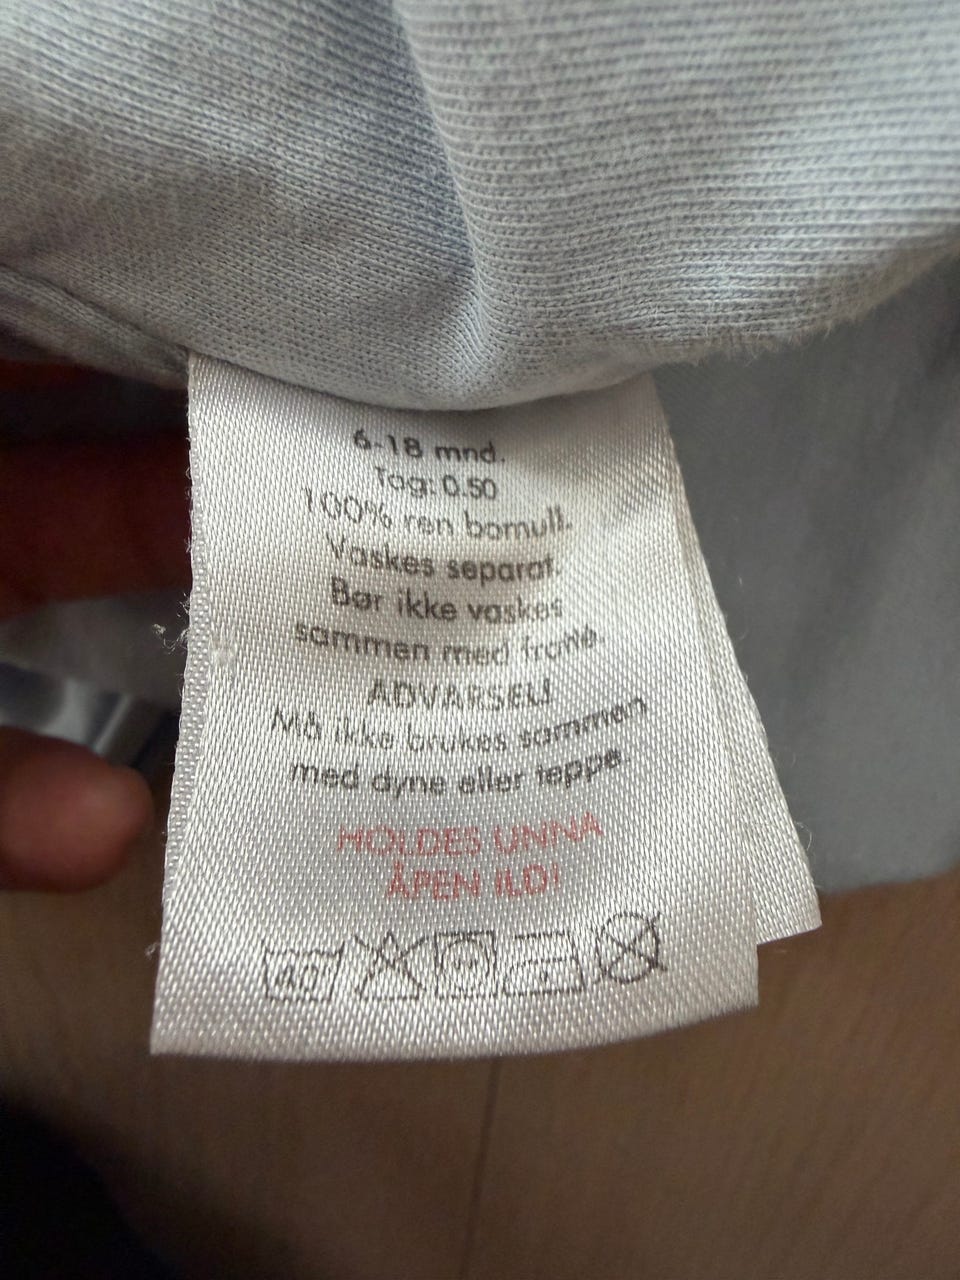 6-18 mnd.
Tog: 0.50
100% ren bomull.
Vaskes separat.
Bør ikke vaskes
sammen med frotté.
ADVARSEL!
Må ikke brukes sammen
med dyne eller teppe.
HOLDES UNNA
ÅPEN ILD!
40°